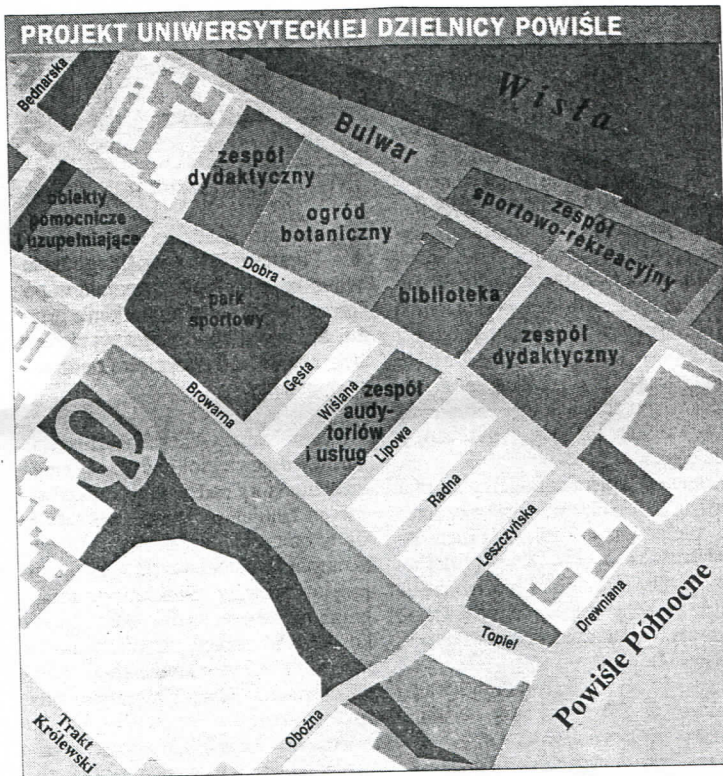 PROJEKT UNIWERSYTECKIEJ DZIELNICY POWIŚLE
Bednarska
Wisła
Bulwar
zespół
dydaktyczny
zespół
sportowo-rekreacyjny
obiekty
pomocnicze
i uzupełniające
ogród
botaniczny
Dobra
biblioteka
park
sportowy
zespół
dydaktyczny
Gęsta
Browarna
Wiślana
zespół
audy-
toriów
i usług
Lipowa
Radna
Leszczyńska
Drewniana
Topiel
Powiśle Północne
Oboźna
Trakt
Królewski